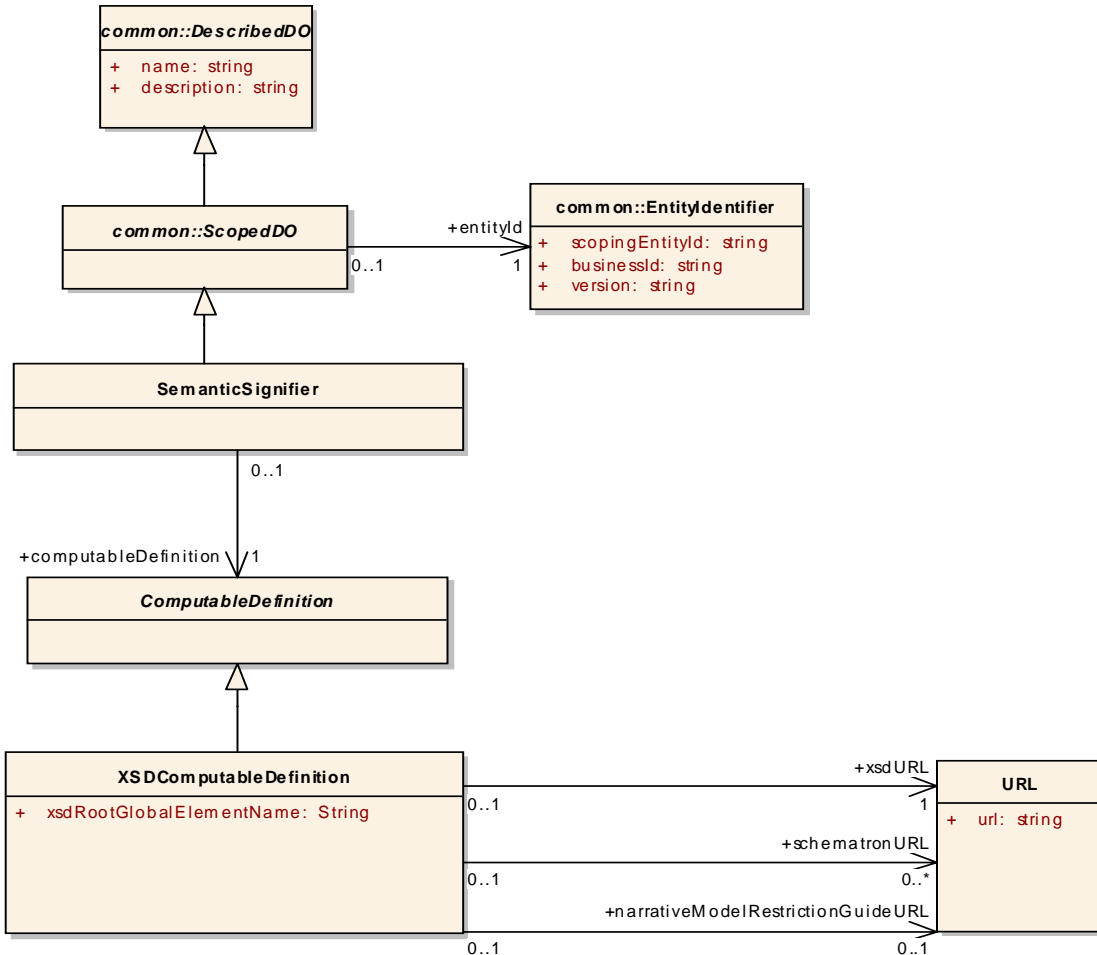 common::DescribedDO
+ name: string
+ description: string
common::ScopedDO
+entityId
0..1
1
common::EntityIdentifier
+ scopingEntityId: string
+ businessId: string
+ version: string
SemanticSignifier
0..1
+computableDefinition
1
ComputableDefinition
XSDComputableDefinition
+ xsdRootGlobalElementName: String
+xsdURL
0..1
1
+schematronURL
0..1
0..*
+narrativeModelRestrictionGuideURL
0..1
0..1
URL
+ url: string